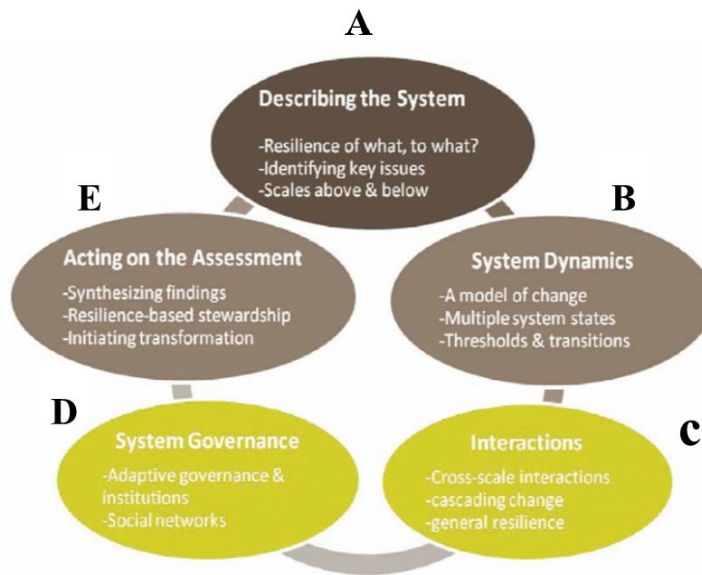 A
Describing the System
-Resilience of what, to what?
-Identifying key issues
-Scales above & below
B
System Dynamics
-A model of change
-Multiple system states
-Thresholds & transitions
c
Interactions
-Cross-scale interactions
-cascading change
-general resilience
D
System Governance
-Adaptive governance &
institutions
-Social networks
E
Acting on the Assessment
-Synthesizing findings
-Resilience-based stewardship
-Initiating transformation